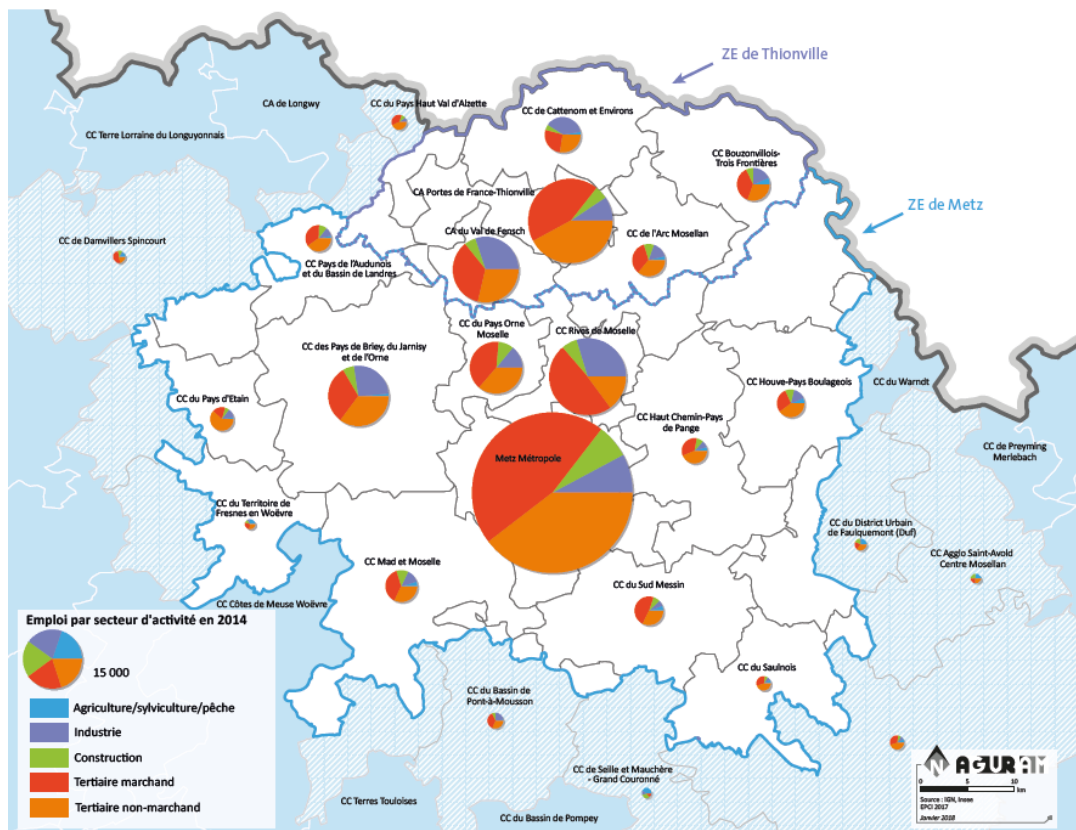 ZE de Thionville
CA de Longwy
CC du Pays Haut Val d'Alzette
CC Terre Lorraine du Longuyonnais
CC de Cattenom et Environs
CC Bouzonvillois-
Trois Frontières
CA Portes de France-Thionville
ZE de Metz
CA du Val de Fensch
CC de l'Arc Mosellan
CC de Damvillers Spincourt
CC Pays de l'Audunois
et du Bassin de Landres
CC du Pays Orne
Moselle
CC Rives de Moselle
CC des Pays de Briey, du Jarnisy
et de l'Orne
CC Houve-Pays Boulageois
CC du Warndt
CC du Pays d'Etain
CC Haut Chemin-Pays
de Pange
CC de Freyming
Merlebach
Metz Métropole
CC du Territoire de
Fresnes en Woëvre
CC du District Urbain
de Faulquemont (Duf)
CC Agglo Saint-Avold
Centre Mosellan
CC Mad et Moselle
CC du Sud Messin
CC Côtes de Meuse Woëvre
CC du Saulnois
CC du Bassin de
Pont-à-Mousson
CC de Seille et Mauchère
- Grand Couronné
CC Terres Touloises
CC du Bassin de Pompey
Emploi par secteur d'activité en 2014
15 000
Agriculture/sylviculture/pêche
Industrie
Construction
Tertiaire marchand
Tertiaire non-marchand
N
AGURAM
0 5 10
km
Source : IGN, Insee
EPCI 2017
Janvier 2018